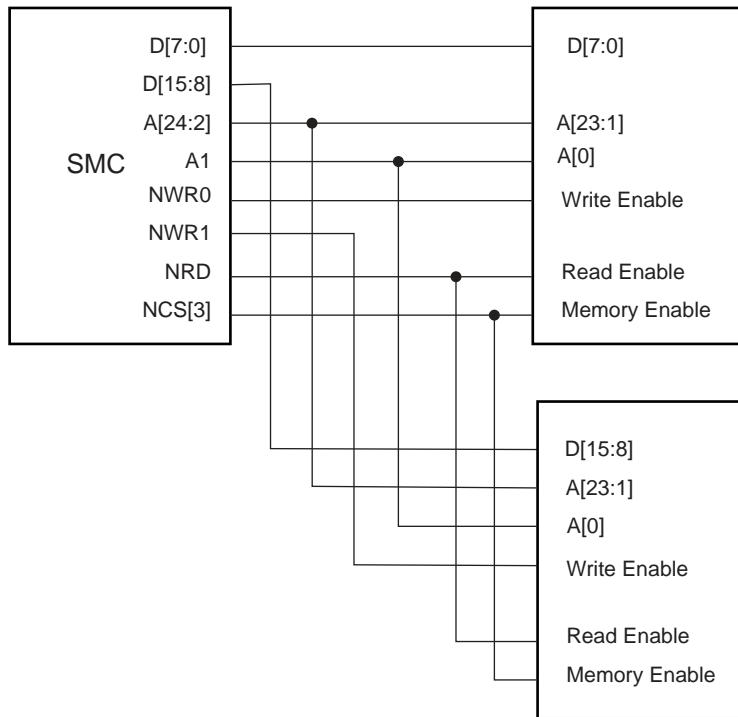 D[7:0]
D[15:8]
A[24:2]
SMC
A1
NWR0
NWR1
NRD
NCS[3]
D[7:0]
A[23:1]
A[0]
Write Enable
Read Enable
Memory Enable
D[15:8]
A[23:1]
A[0]
Write Enable
Read Enable
Memory Enable